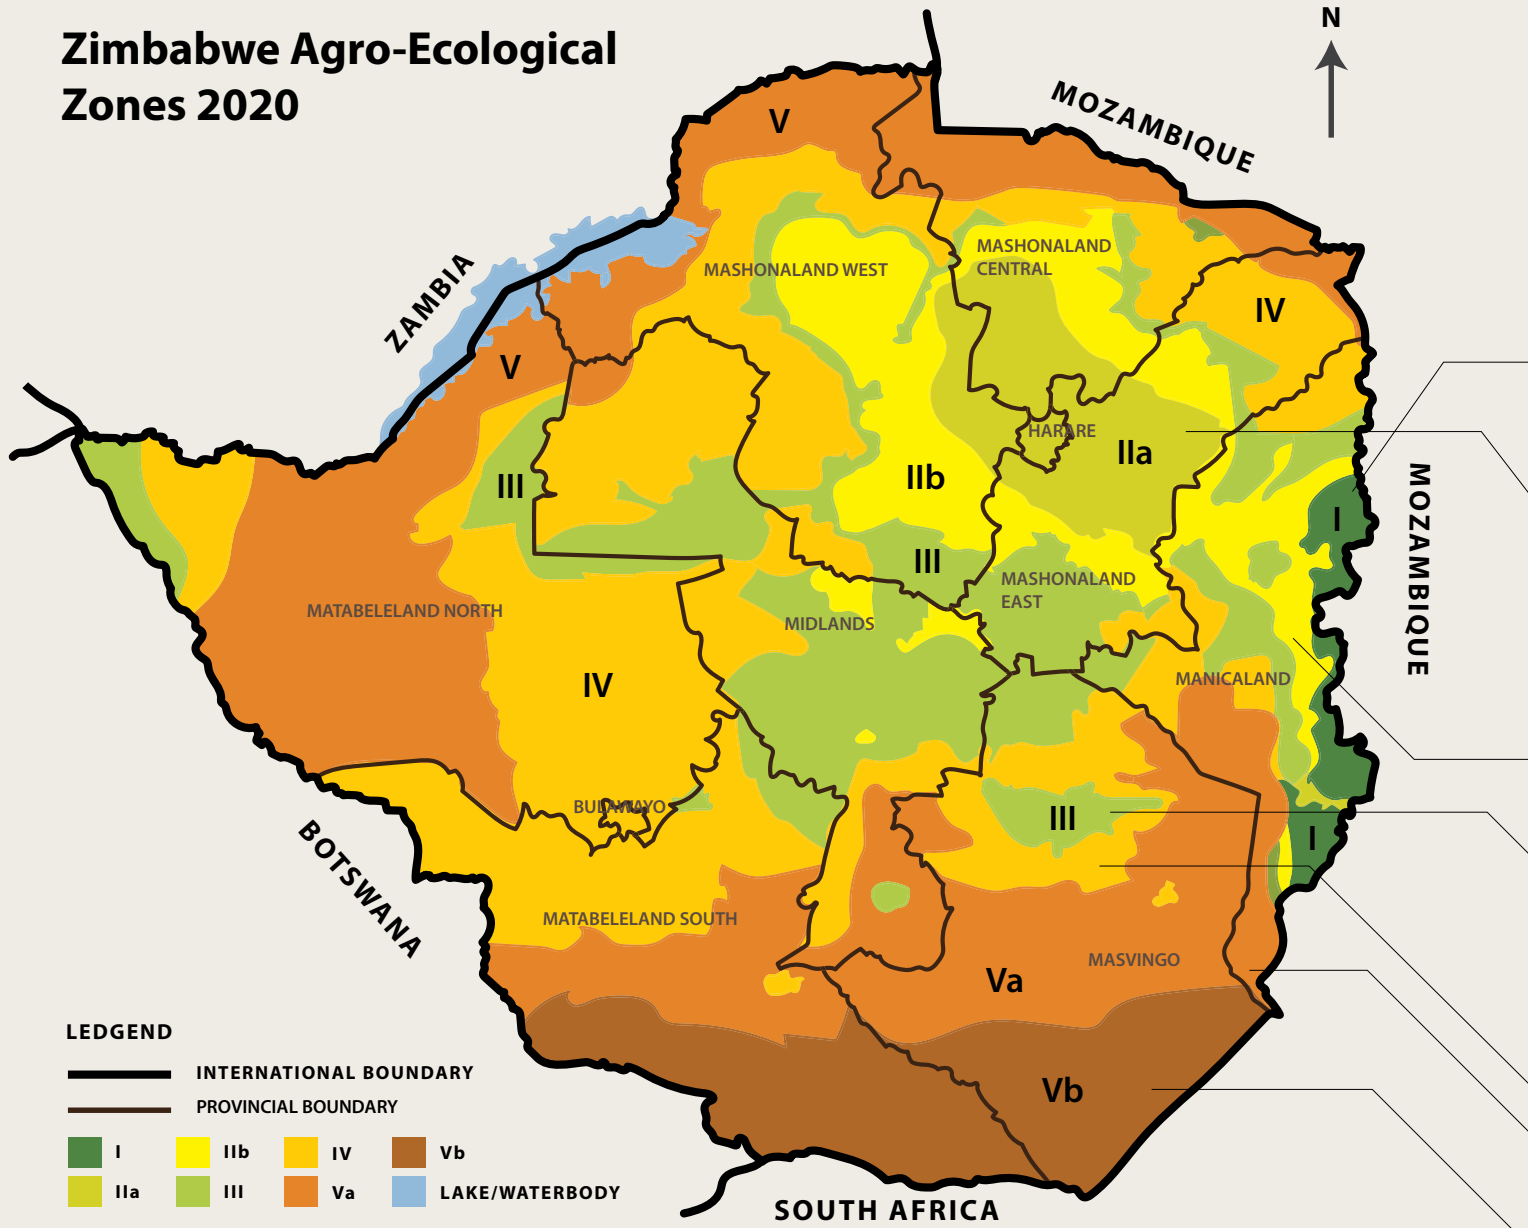 Zimbabwe Agro-Ecological
Zones 2020
N
MOZAMBIQUE
V
MASHONALAND
CENTRAL
MASHONALAND WEST
ZAMBIA
IV
V
HARARE
IIa
IIb
III
I
MOZAMBIQUE
III
MASHONALAND
EAST
MATABELELAND NORTH
MIDLANDS
MANICALAND
IV
BULAWAYO
III
I
BOTSWANA
MATABELELAND SOUTH
MASVINGO
Va
Vb
LEDGEND
INTERNATIONAL BOUNDARY
PROVINCIAL BOUNDARY
I
IIb
IV
Vb
IIa
III
Va
LAKE/WATERBODY
SOUTH AFRICA